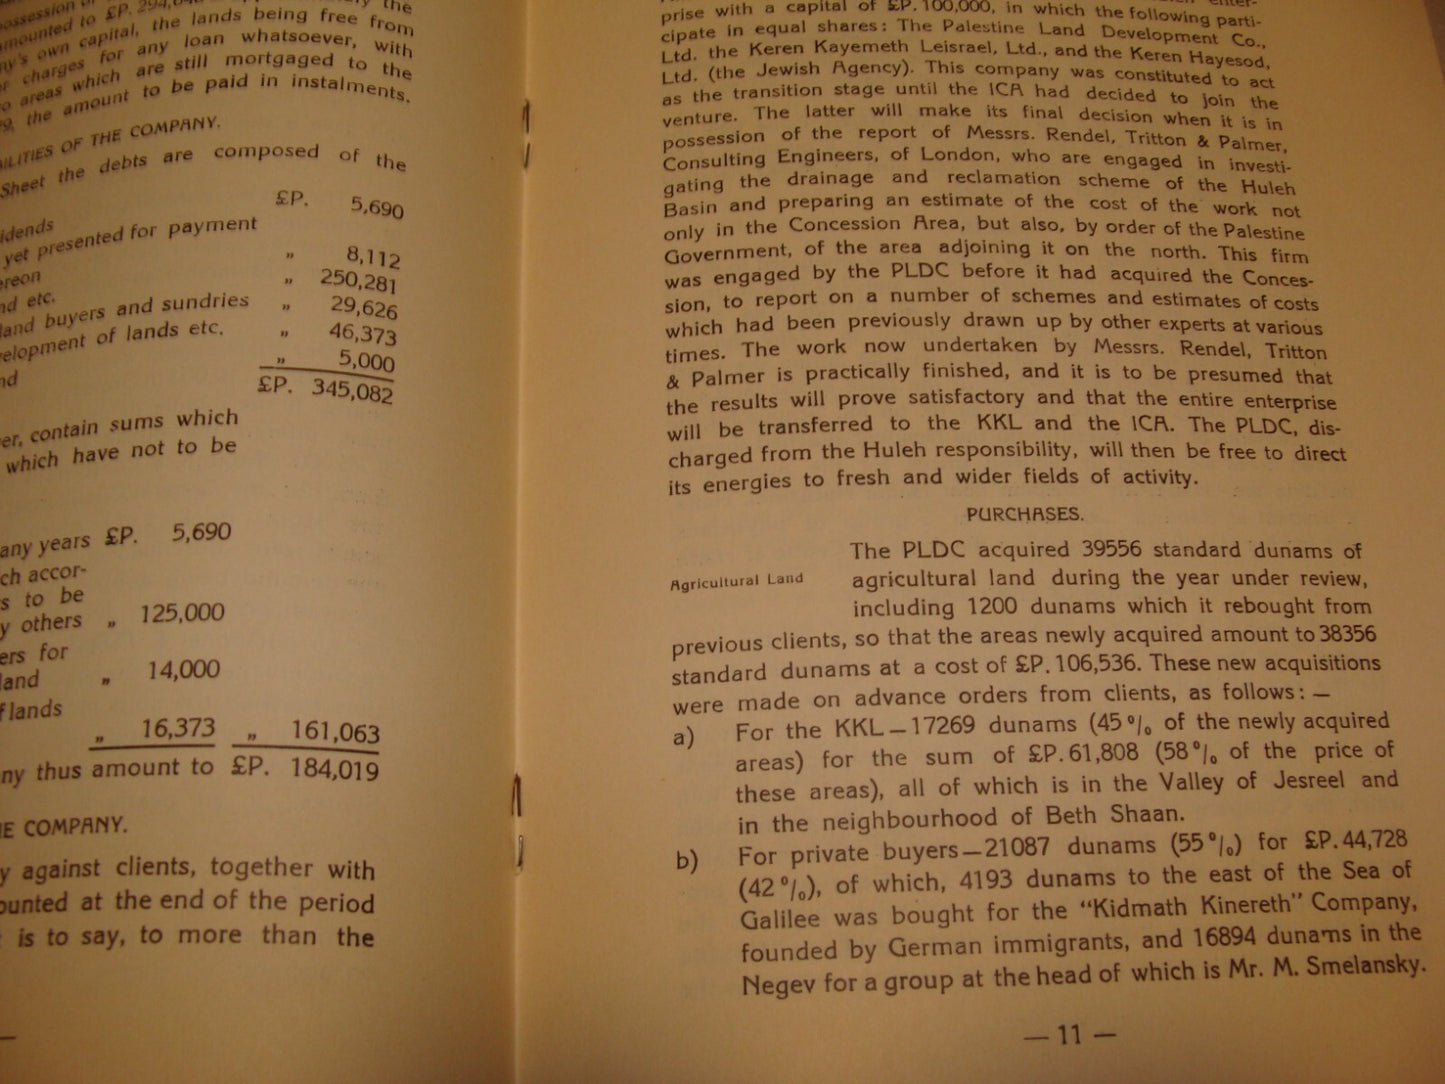 the
possession of
amounted to £P. 294,
ny's own capital, the lands being free from
charges for any loan whatsoever, with
areas which are still mortgaged to the
the amount to be paid in instalments.
ILITIES OF THE COMPANY.
Sheet the debts are composed of the
£P. 5,690
idends
yet presented for payment
ereon „ 8,112
nd etc. „ 250,281
land buyers and sundries „ 29,626
elopment of lands etc. „ 46,373
nd „ 5,000
£P. 345,082
er, contain sums which
which have not to be
any years £P. 5,690
ch accor-
s to be
y others „ 125,000
ers for
land „ 14,000
f lands
„ 16,373 „ 161,063
ny thus amount to £P. 184,019
HE COMPANY.
y against clients, together with
ounted at the end of the period
is to say, to more than the
enter-
prise with a capital of £P. 100,000, in which the following parti-
cipate in equal shares: The Palestine Land Development Co.,
Ltd. the Keren Kayemeth Leisrael, Ltd., and the Keren Hayesod,
Ltd. (the Jewish Agency). This company was constituted to act
as the transition stage until the ICA had decided to join the
venture. The latter will make its final decision when it is in
possession of the report of Messrs. Rendel, Tritton & Palmer,
Consulting Engineers, of London, who are engaged in investi-
gating the drainage and reclamation scheme of the Huleh
Basin and preparing an estimate of the cost of the work not
only in the Concession Area, but also, by order of the Palestine
Government, of the area adjoining it on the north. This firm
was engaged by the PLDC before it had acquired the Conces-
sion, to report on a number of schemes and estimates of costs
which had been previously drawn up by other experts at various
times. The work now undertaken by Messrs. Rendel, Tritton
& Palmer is practically finished, and it is to be presumed that
the results will prove satisfactory and that the entire enterprise
will be transferred to the KKL and the ICA. The PLDC, dis-
charged from the Huleh responsibility, will then be free to direct
its energies to fresh and wider fields of activity.
PURCHASES.
Agricultural Land
The PLDC acquired 39556 standard dunams of
agricultural land during the year under review,
including 1200 dunams which it rebought from
previous clients, so that the areas newly acquired amount to 38356
standard dunams at a cost of £P. 106,536. These new acquisitions
were made on advance orders from clients, as follows: —
a) For the KKL — 17269 dunams (45% of the newly acquired
areas) for the sum of £P. 61,808 (58% of the price of
these areas), all of which is in the Valley of Jesreel and
in the neighbourhood of Beth Shaan.
b) For private buyers — 21087 dunams (55%) for £P. 44,728
(42%), of which, 4193 dunams to the east of the Sea of
Galilee was bought for the "Kidmath Kinereth" Company,
founded by German immigrants, and 16894 dunams in the
Negev for a group at the head of which is Mr. M. Smelansky.
— 11 —